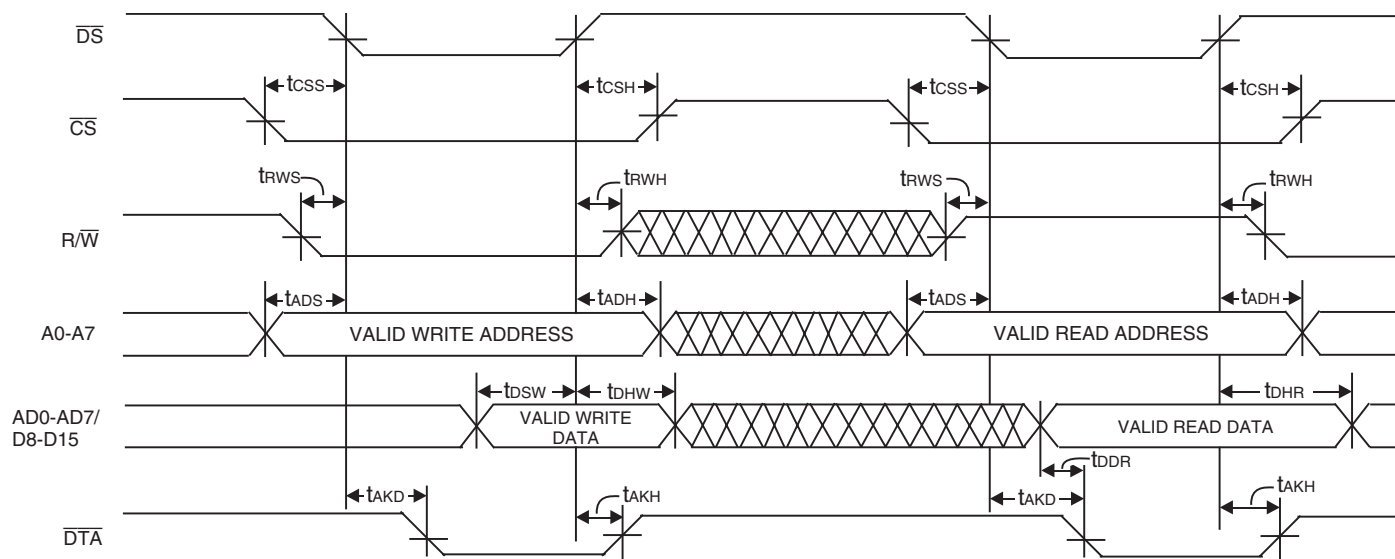 DS
tCSS tCSH tCSS tCSH
CS
tRWS tRWH tRWS tRWH
R/W
tADS tADH tADS tADH
A0-A7 VALID WRITE ADDRESS VALID READ ADDRESS
tDSW tDHW tDHR
AD0-AD7/
D8-D15
VALID WRITE
DATA
VALID READ DATA
tDDR
tAKD tAKH tAKD tAKH
DTA